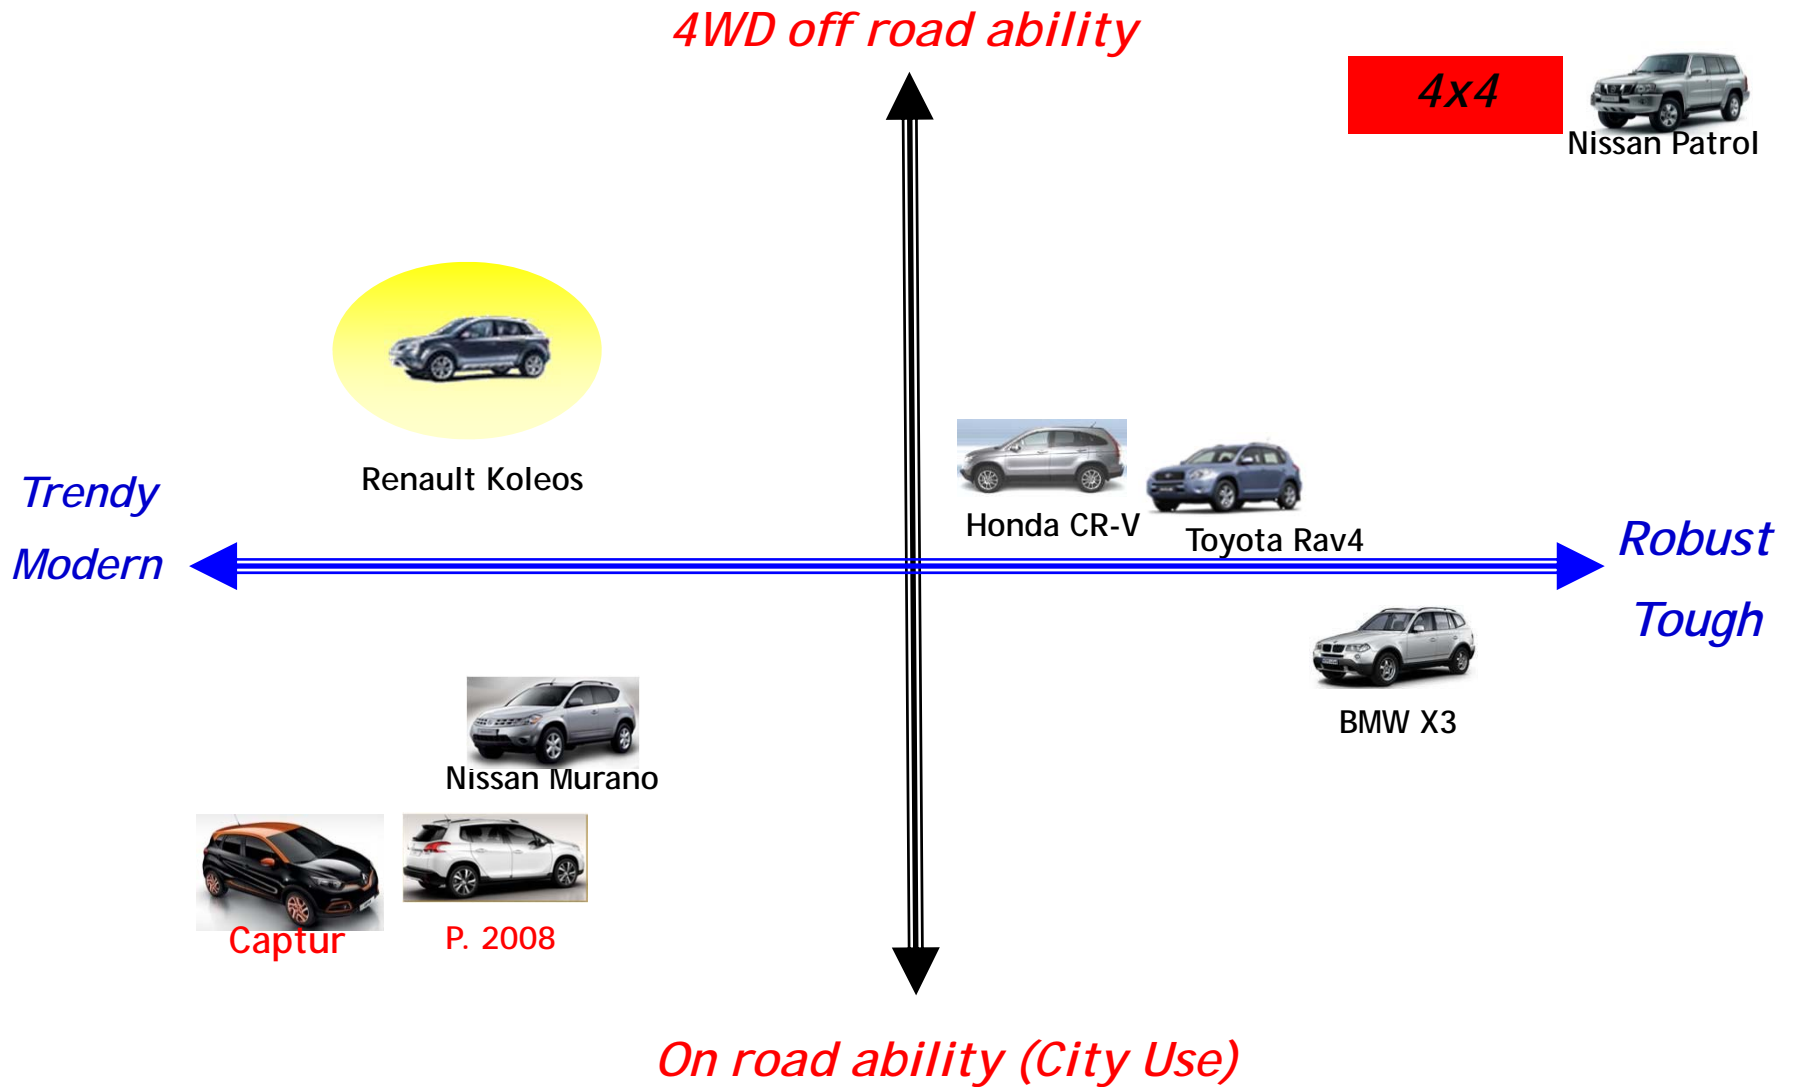 4WD off road ability
4x4
Nissan Patrol
Renault Koleos
Trendy
Modern
Honda CR-V
Toyota Rav4
Robust
Tough
BMW X3
Nissan Murano
Captur
P. 2008
On road ability (City Use)